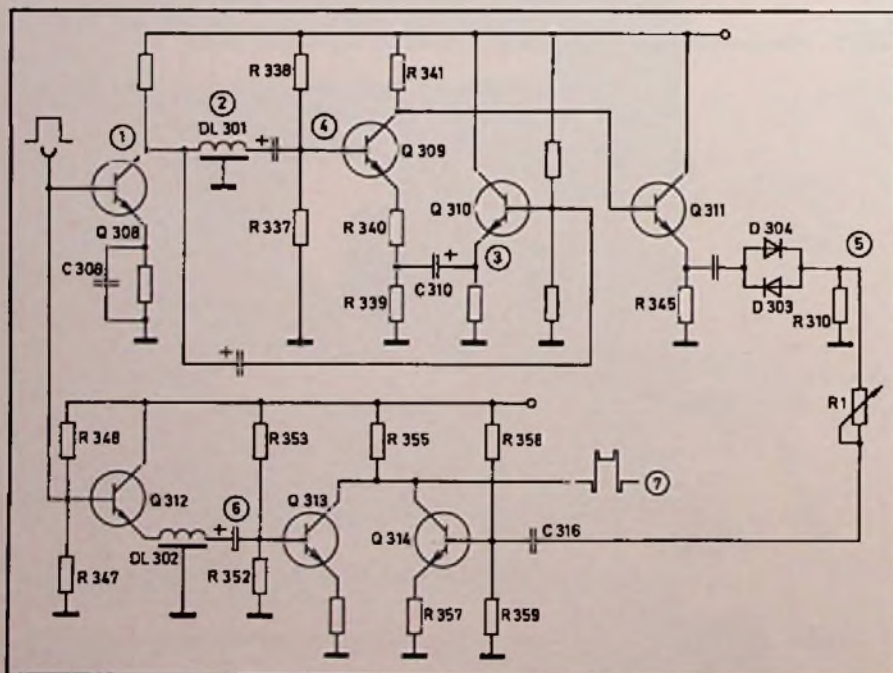 R 338
R 341
②
④
①
DL 301
+
Q 309
Q 310
Q 311
Q 308
R 337
R 340
+
③
D 304
⑤
C 308
R 339
C 310
R 345
D 303
R 310
+
R1
R 348
R 353
R 355
R 358
⑥
Q 313
⑦
Q 312
+
Q 314
C 316
DL 302
R 347
R 352
R 357
R 359